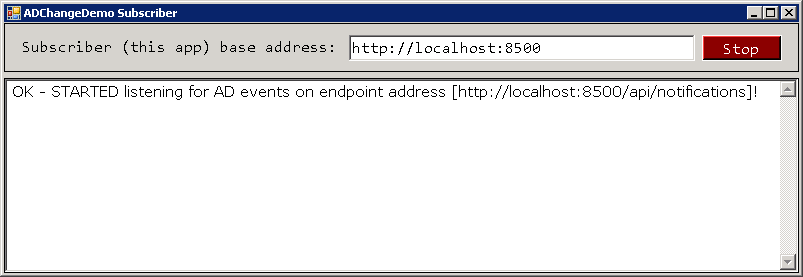 ADChangeDemo Subscriber
Subscriber (this app) base address: http://localhost:8500 Stop
OK - STARTED listening for AD events on endpoint address [http://localhost:8500/api/notifications]!